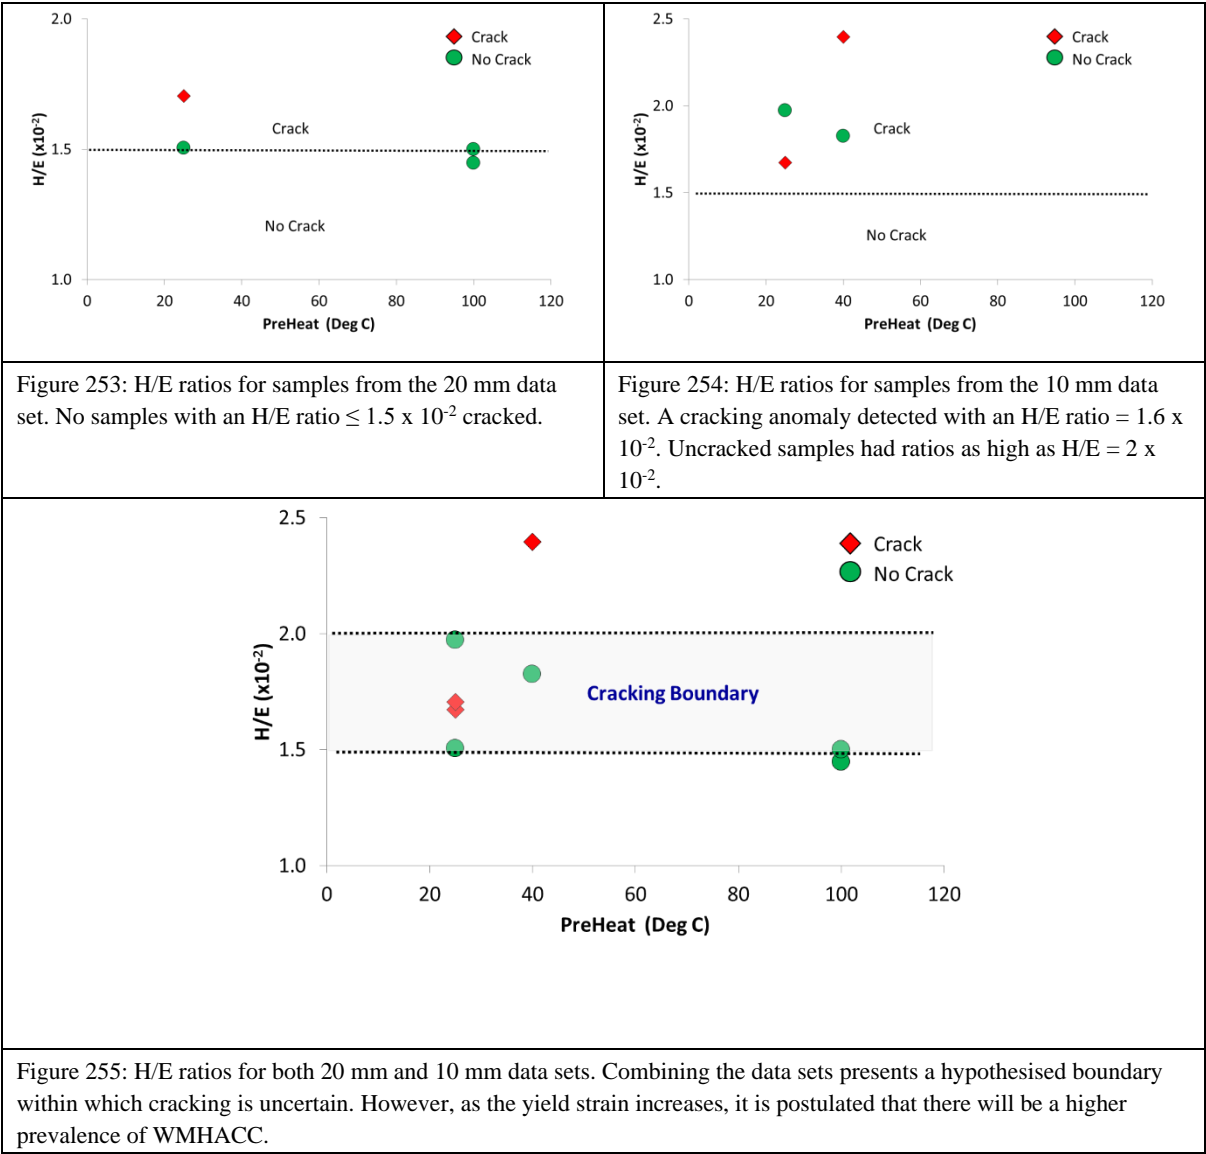 2.0
Crack
No Crack
Crack
1.5
H/E (x10-2)
No Crack
1.0
0 20 40 60 80 100 120
PreHeat (Deg C)
2.5
Crack
No Crack
2.0
Crack
H/E (x10-2)
1.5
No Crack
1.0
0 20 40 60 80 100 120
PreHeat (Deg C)
Figure 253: H/E ratios for samples from the 20 mm data
set. No samples with an H/E ratio ≤ 1.5 x 10-2 cracked.
Figure 254: H/E ratios for samples from the 10 mm data
set. A cracking anomaly detected with an H/E ratio = 1.6 x
10-2. Uncracked samples had ratios as high as H/E = 2 x
10-2.
2.5
Crack
No Crack
2.0
H/E (x10-2)
Cracking Boundary
1.5
1.0
0 20 40 60 80 100 120
PreHeat (Deg C)
Figure 255: H/E ratios for both 20 mm and 10 mm data sets. Combining the data sets presents a hypothesised boundary
within which cracking is uncertain. However, as the yield strain increases, it is postulated that there will be a higher
prevalence of WMHACC.